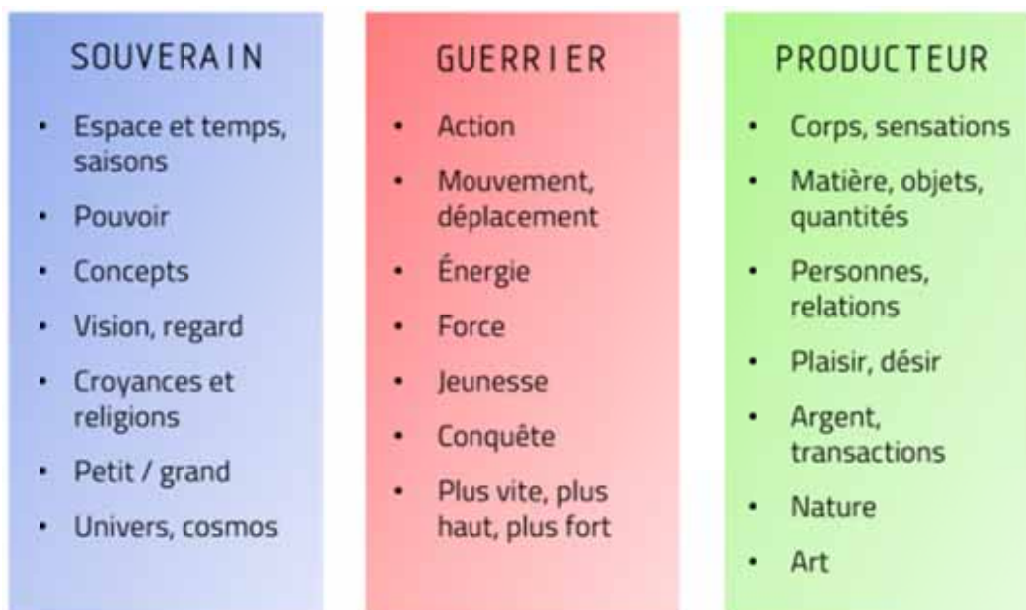 SOUVERAIN
• Espace et temps,
saisons
• Pouvoir
• Concepts
• Vision, regard
• Croyances et
religions
• Petit / grand
• Univers, cosmos
GUERRIER
• Action
• Mouvement,
déplacement
• Énergie
• Force
• Jeunesse
• Conquête
• Plus vite, plus
haut, plus fort
PRODUCTEUR
• Corps, sensations
• Matière, objets,
quantités
• Personnes,
relations
• Plaisir, désir
• Argent,
transactions
• Nature
• Art